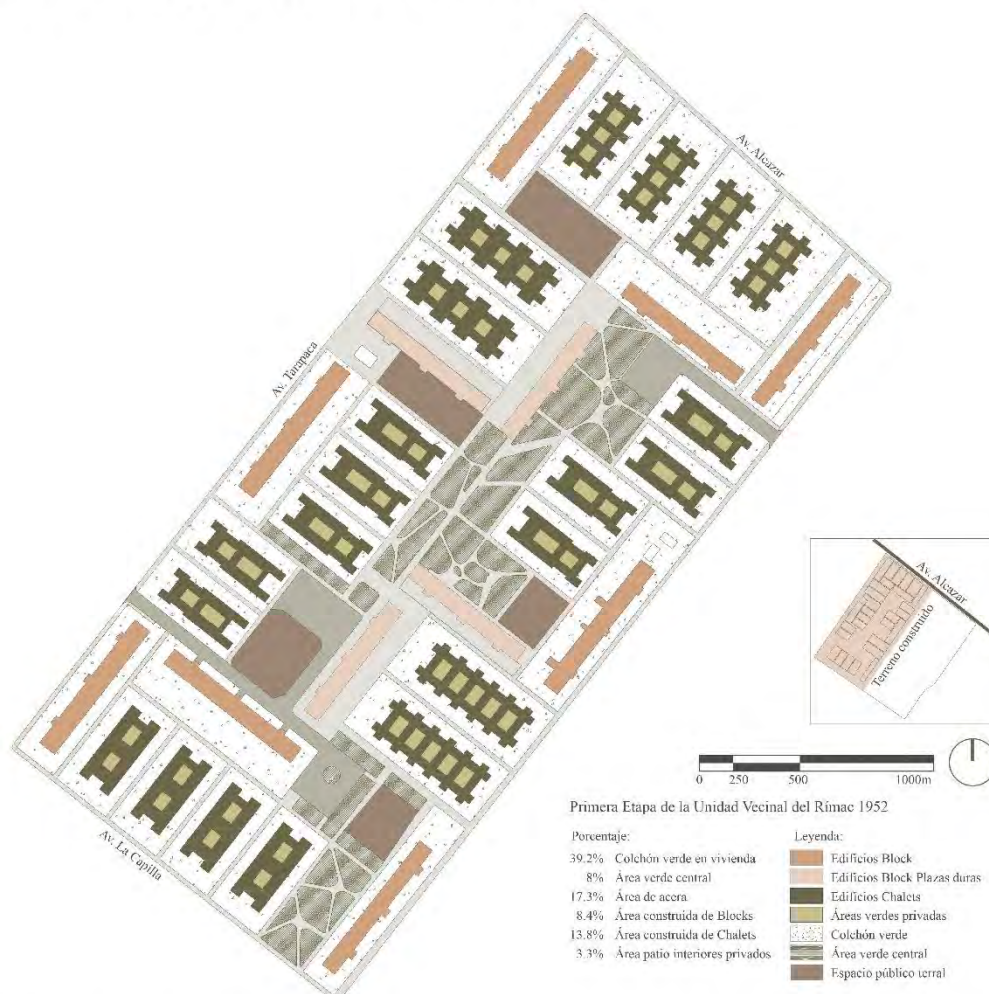 Av. Alcazar
Av. Tarapaca
Av. Alcazar
Terreno construido
0 250 500 1000m
Primera Etapa de la Unidad Vecinal del Rímac 1952
Porcentaje:
39.2% Colchón verde en vivienda
8% Área verde central
17.3% Área de acera
8.4% Área construida de Blocks
13.8% Área construida de Chalets
3.3% Área patio interiores privados
Leyenda:
Edificios Block
Edificios Block Plazas duras
Edificios Chalets
Áreas verdes privadas
Colchón verde
Área verde central
Espacio público terral
Av. La Capilla